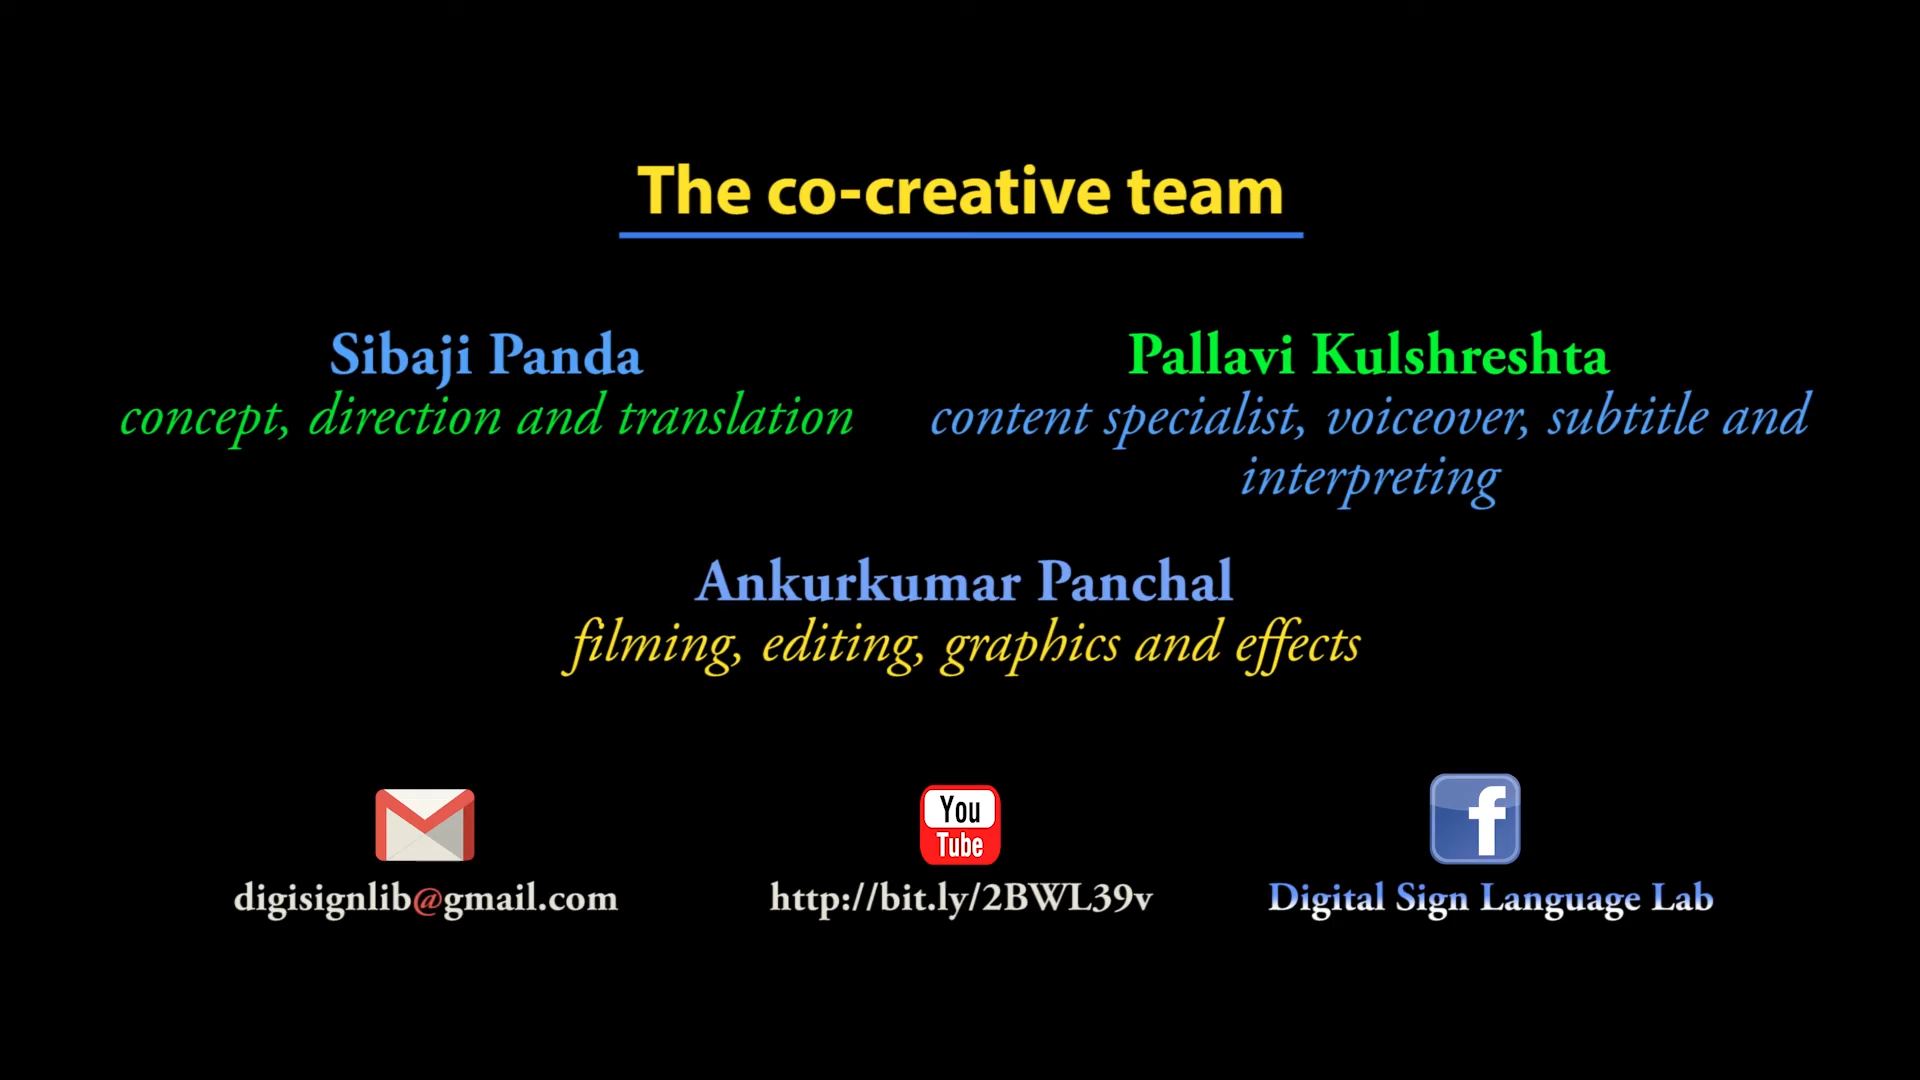 The co-creative team
Sibaji Panda
concept, direction and translation
Pallavi Kulshreshta
content specialist, voiceover, subtitle and
interpreting
Ankurkumar Panchal
filming, editing, graphics and effects
You
Tube
f
digisignlib@gmail.com
http://bit.ly/2BWL39v
Digital Sign Language Lab